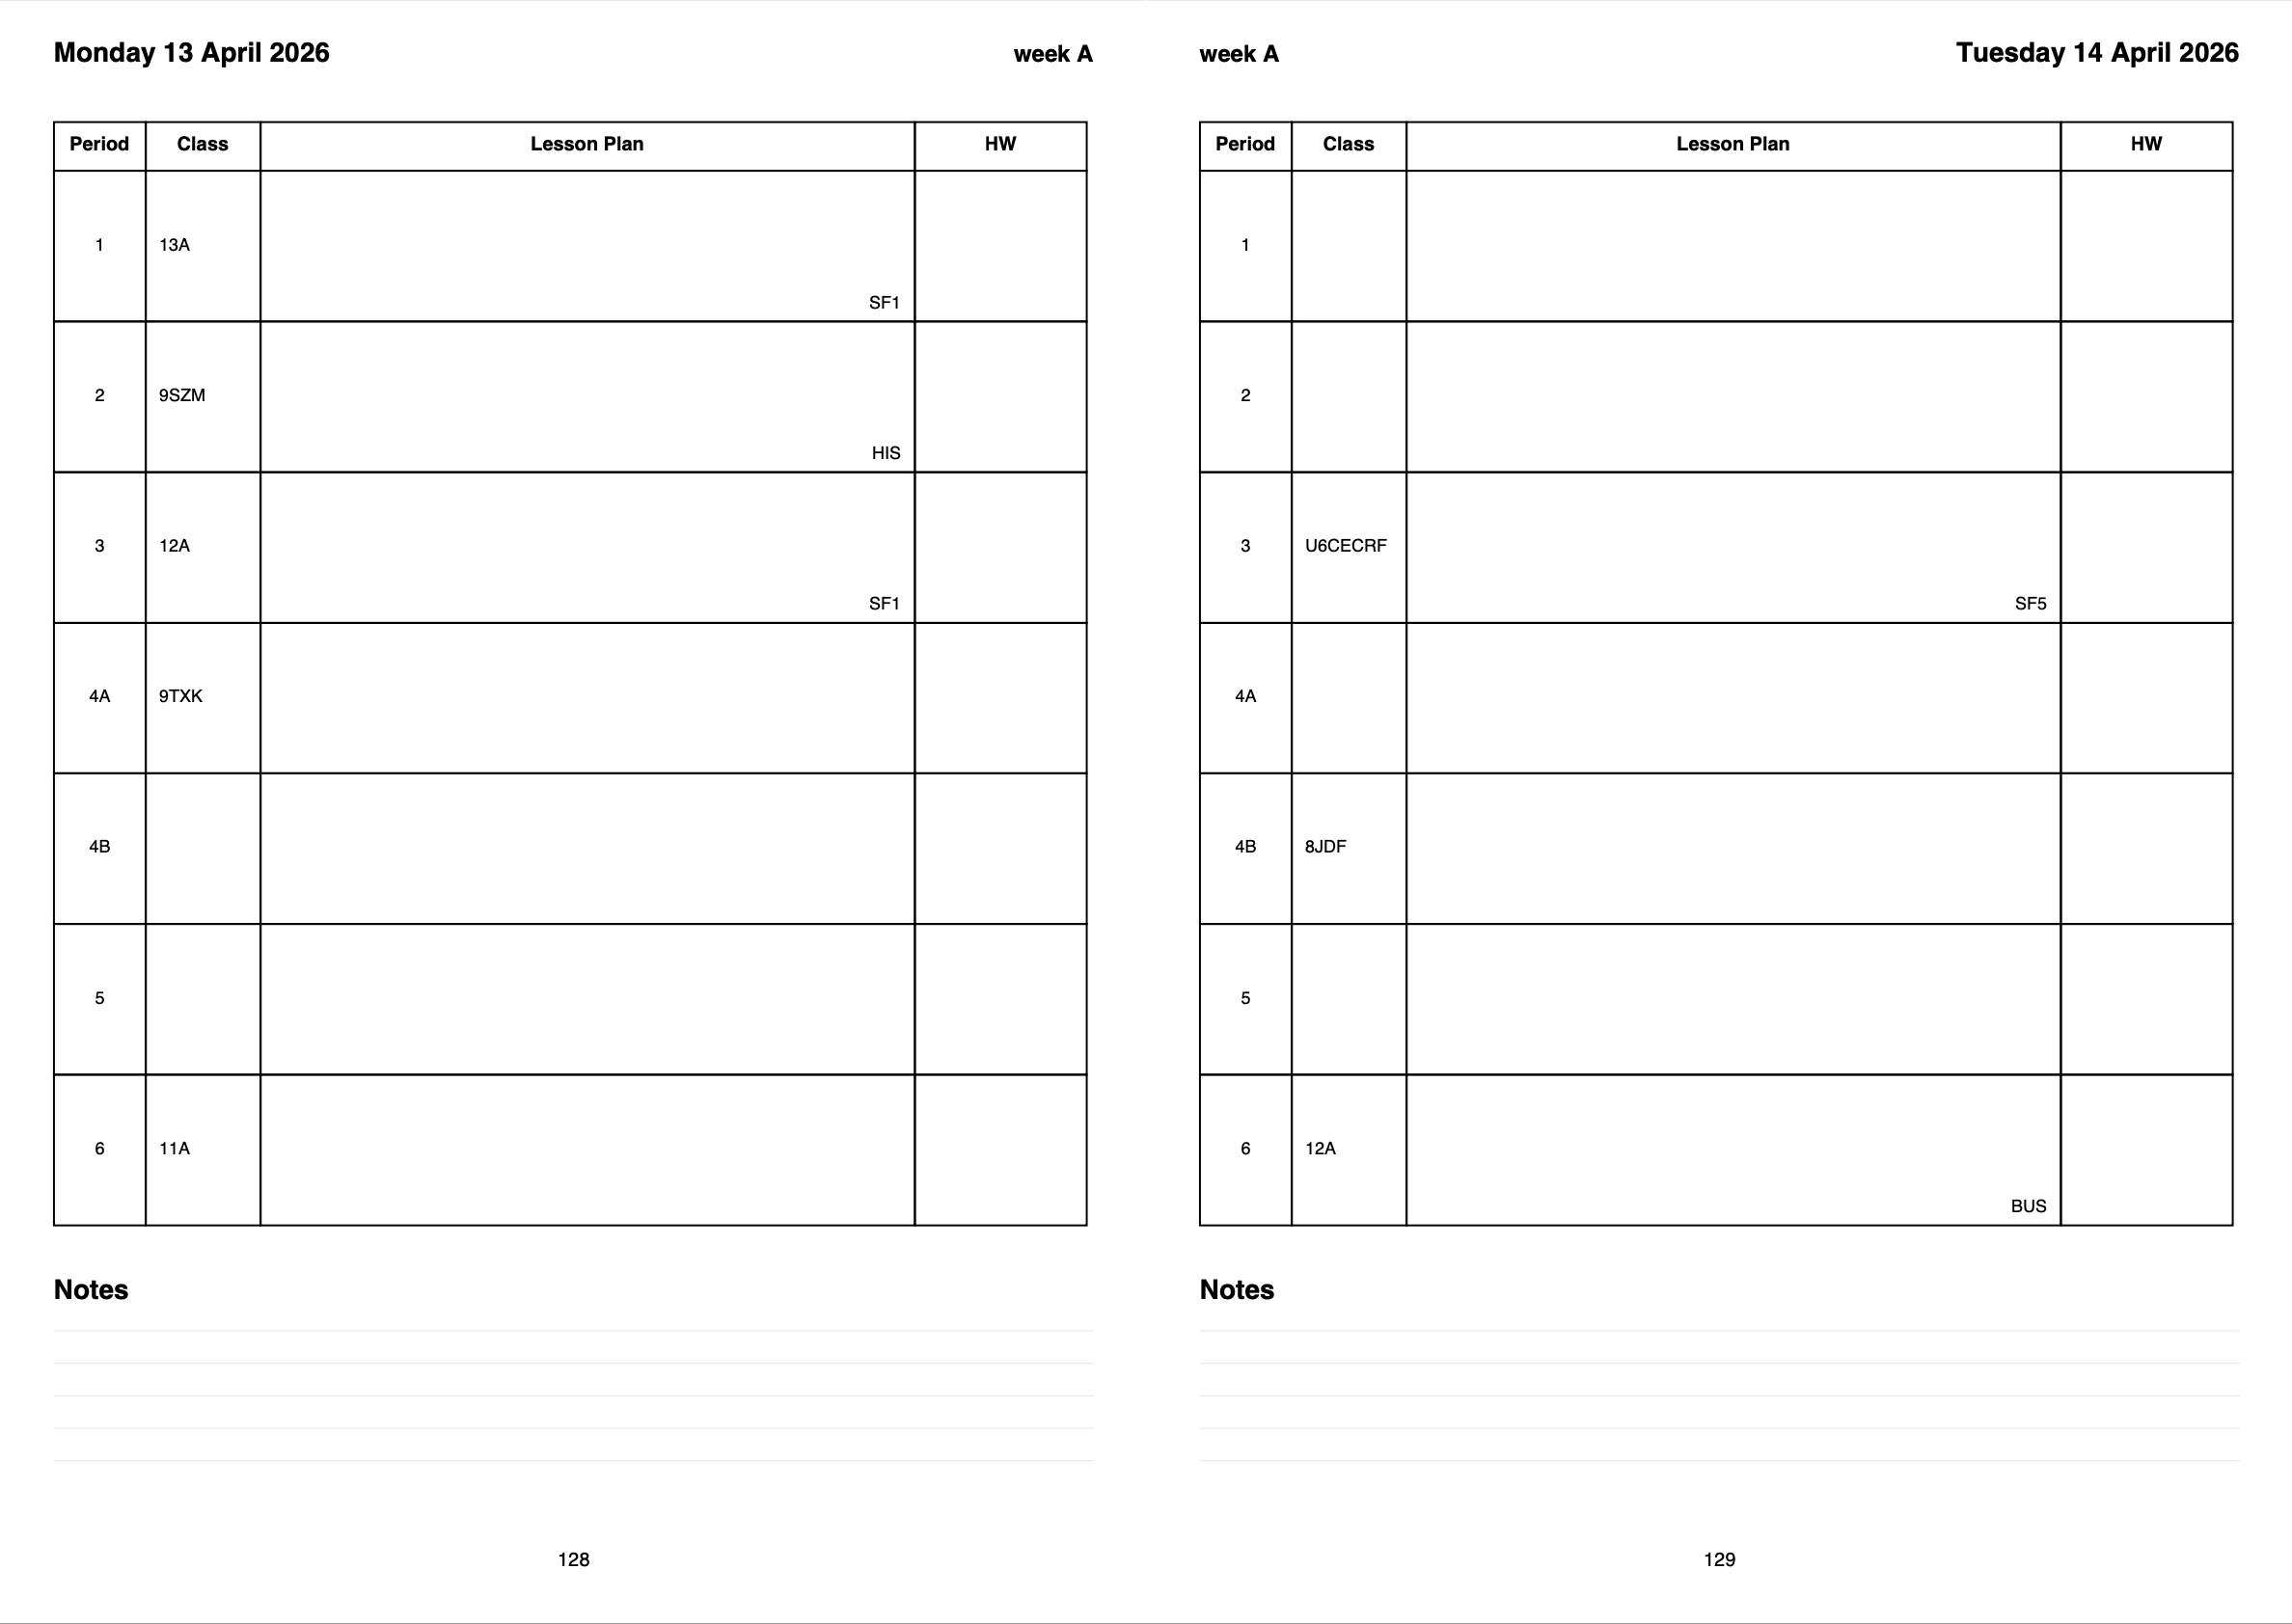 Monday 13 April 2026 week A
Period Class Lesson Plan HW
1 13A
SF1
2 9SZM
HIS
3 12A
SF1
4A 9TXK
4B
5
6 11A
Notes
128
week A Tuesday 14 April 2026
Period Class Lesson Plan HW
1
2
3 U6CECRF
SF5
4A
4B 8JDF
5
6 12A
BUS
Notes
129